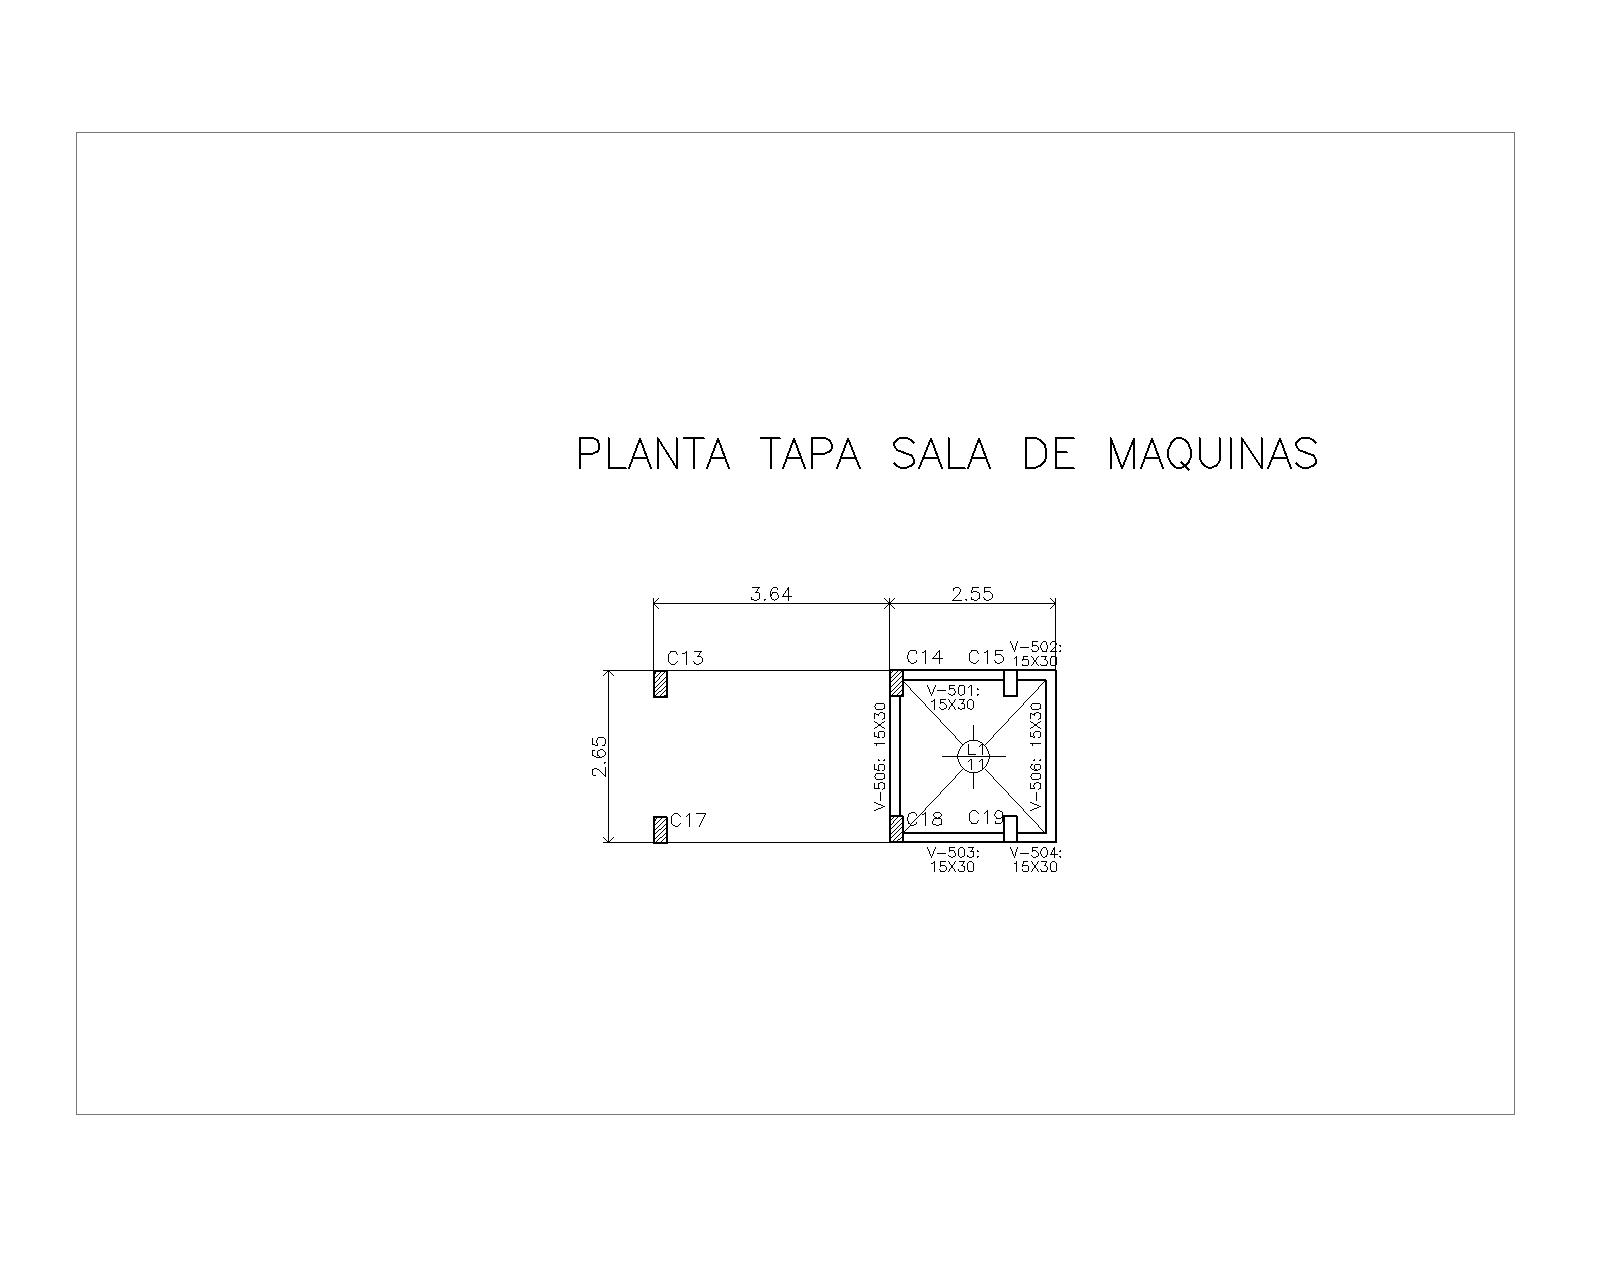 PLANTA TAPA SALA DE MAQUINAS
3.64
2.55
V-502:
15X30
C13
C14
C15
V-501:
15X30
2.65
V-505: 15X30
L1
11
V-506: 15X30
C17
C18
C19
V-503:
15X30
V-504:
15X30